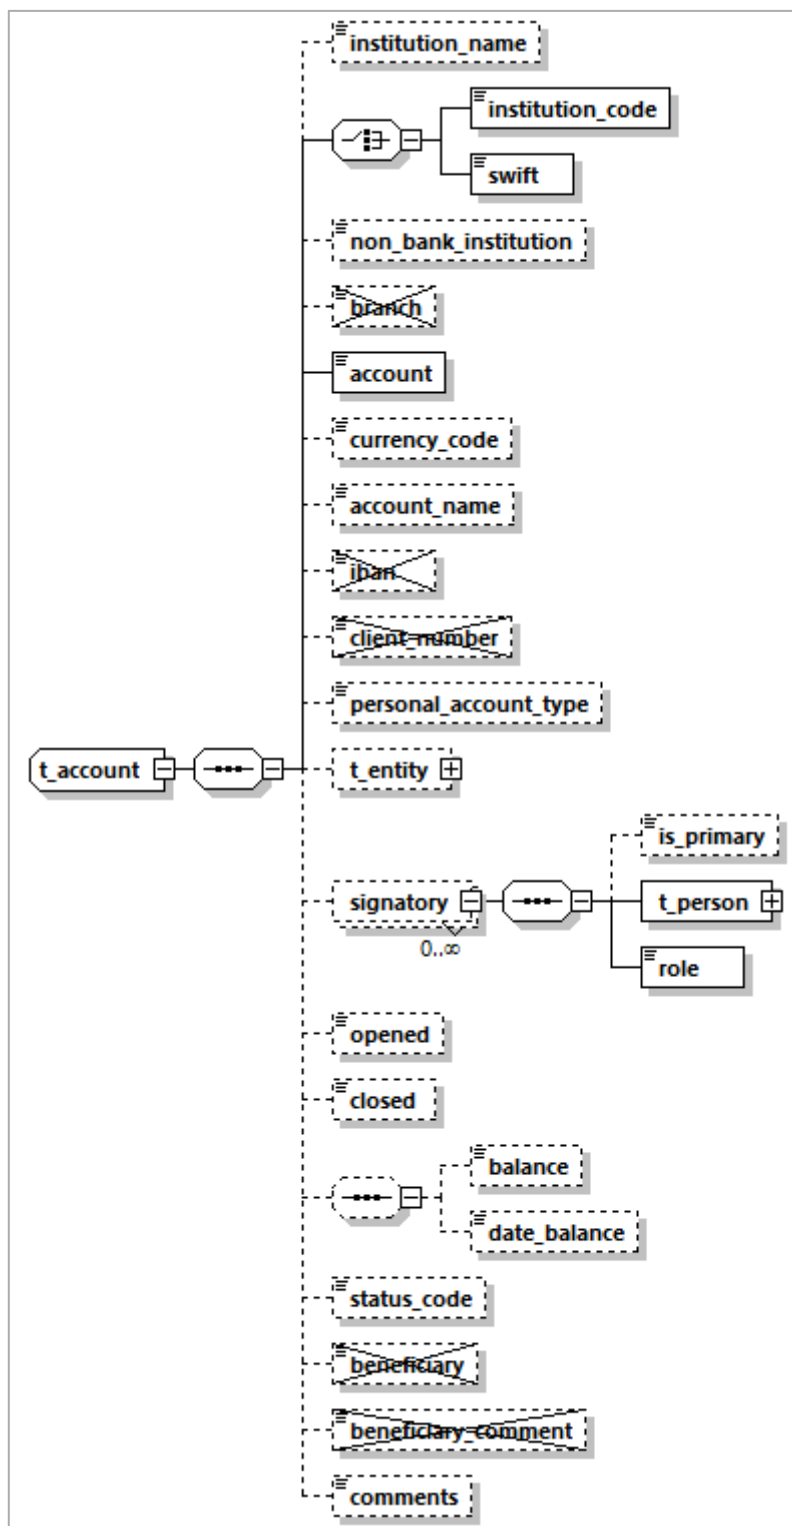 institution_name
institution_code
swift
non_bank_institution
branch
account
currency_code
account_name
iban
client_number
personal_account_type
t_account
t_entity
is_primary
signatory
t_person
0..∞
role
opened
closed
balance
date_balance
status_code
beneficiary
beneficiary_comment
comments